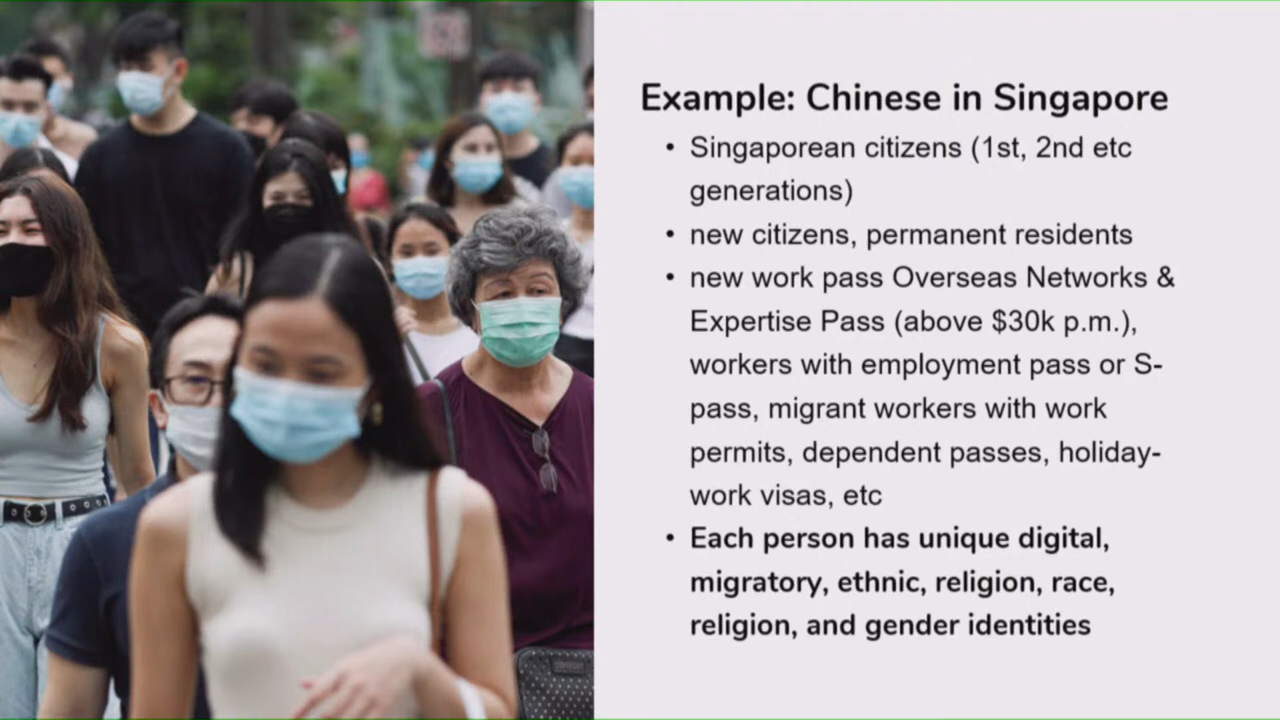 Example: Chinese in Singapore
• Singaporean citizens (1st, 2nd etc
generations)
• new citizens, permanent residents
• new work pass Overseas Networks &
Expertise Pass (above $30k p.m.),
workers with employment pass or S-
pass, migrant workers with work
permits, dependent passes, holiday-
work visas, etc
• Each person has unique digital,
migratory, ethnic, religion, race,
religion, and gender identities